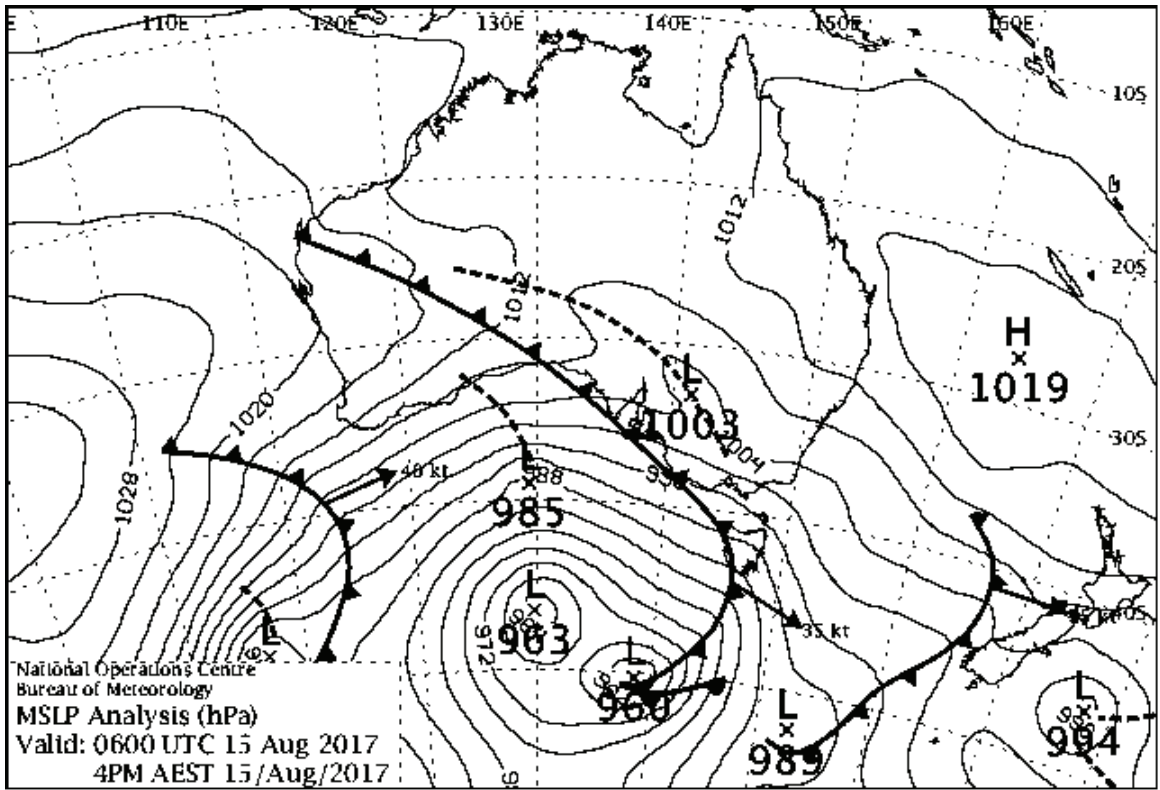 E 110E 120E 130E 140E 150E 160E
10S
1012
20S
1012
H
1019
L
1003
1020
30S
1004
40 kt
L
988
985
1028
L
963
35 kt
972
L
960
L
989
L
994
L
National Operations Centre
Bureau of Meteorology
MSLP Analysis (hPa)
Valid: 0600 UTC 15 Aug 2017
4PM AEST 15/Aug/2017